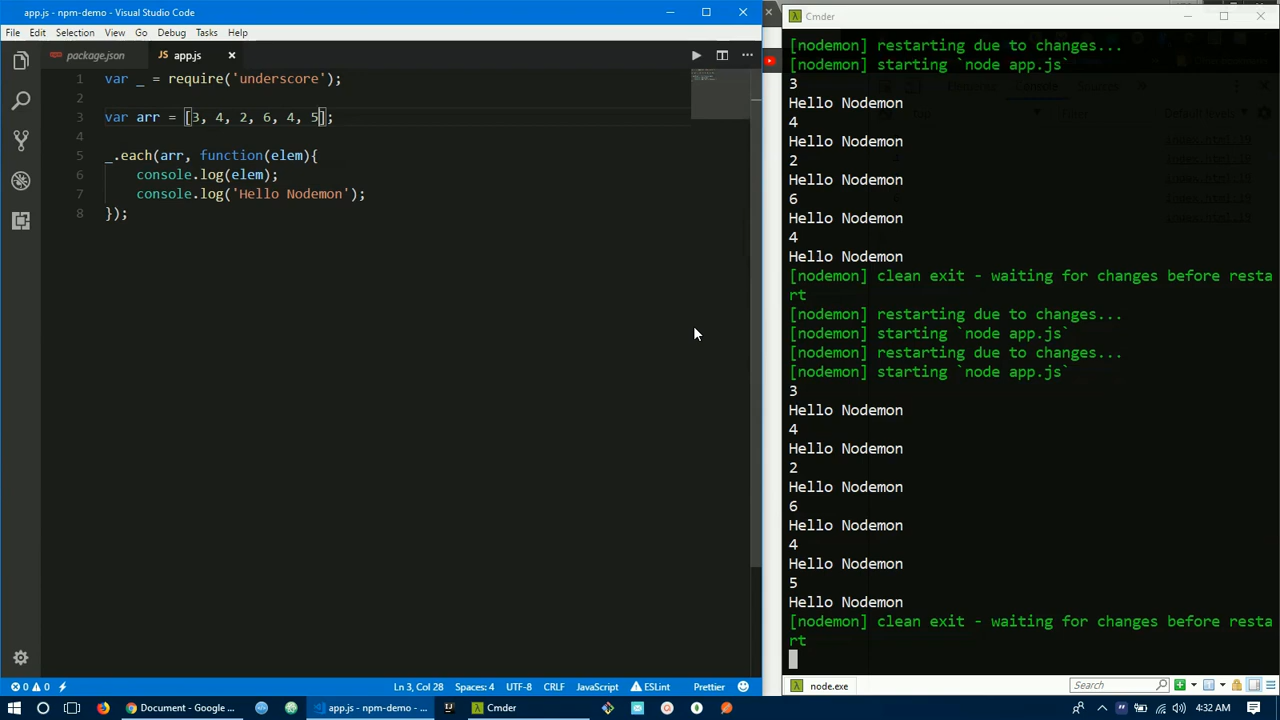 app.js - npm-demo - Visual Studio Code
File Edit Selection View Go Debug Tasks Help
package.json app.js
1 var _ = require('underscore');
2
3 var arr = [3, 4, 2, 6, 4, 5];
4
5 _.each(arr, function(elem){
6 console.log(elem);
7 console.log('Hello Nodemon');
8 });
0 0 Ln 3, Col 28 Spaces: 4 UTF-8 CRLF JavaScript ESLint Prettier
Cmder
[nodemon] restarting due to changes...
[nodemon] starting `node app.js`
3
Hello Nodemon
4
Hello Nodemon
2
Hello Nodemon
6
Hello Nodemon
4
Hello Nodemon
[nodemon] clean exit - waiting for changes before resta
rt
[nodemon] restarting due to changes...
[nodemon] starting `node app.js`
[nodemon] restarting due to changes...
[nodemon] starting `node app.js`
3
Hello Nodemon
4
Hello Nodemon
2
Hello Nodemon
6
Hello Nodemon
4
Hello Nodemon
5
Hello Nodemon
[nodemon] clean exit - waiting for changes before resta
rt
node.exe Search
Document - Google ... app.js - npm-demo - ... Cmder 4:32 AM